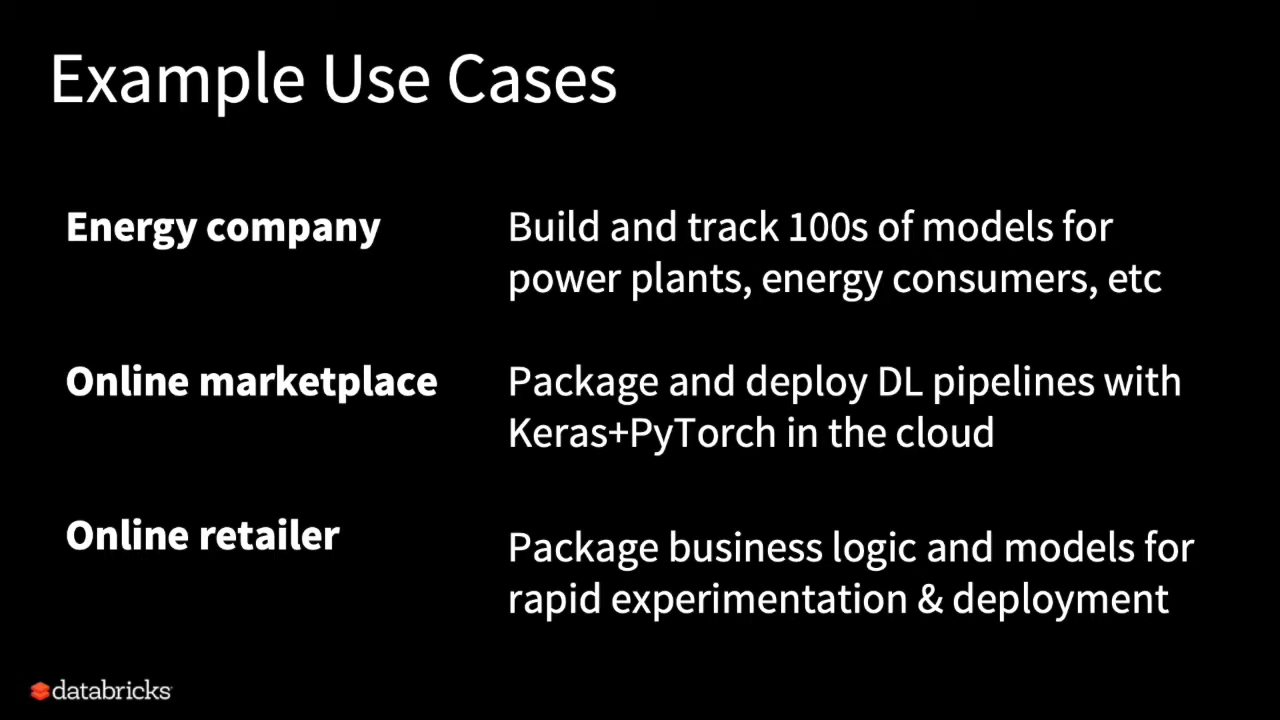 Example Use Cases
Energy company
Build and track 100s of models for
power plants, energy consumers, etc
Online marketplace
Package and deploy DL pipelines with
Keras+PyTorch in the cloud
Online retailer
Package business logic and models for
rapid experimentation & deployment
databricks